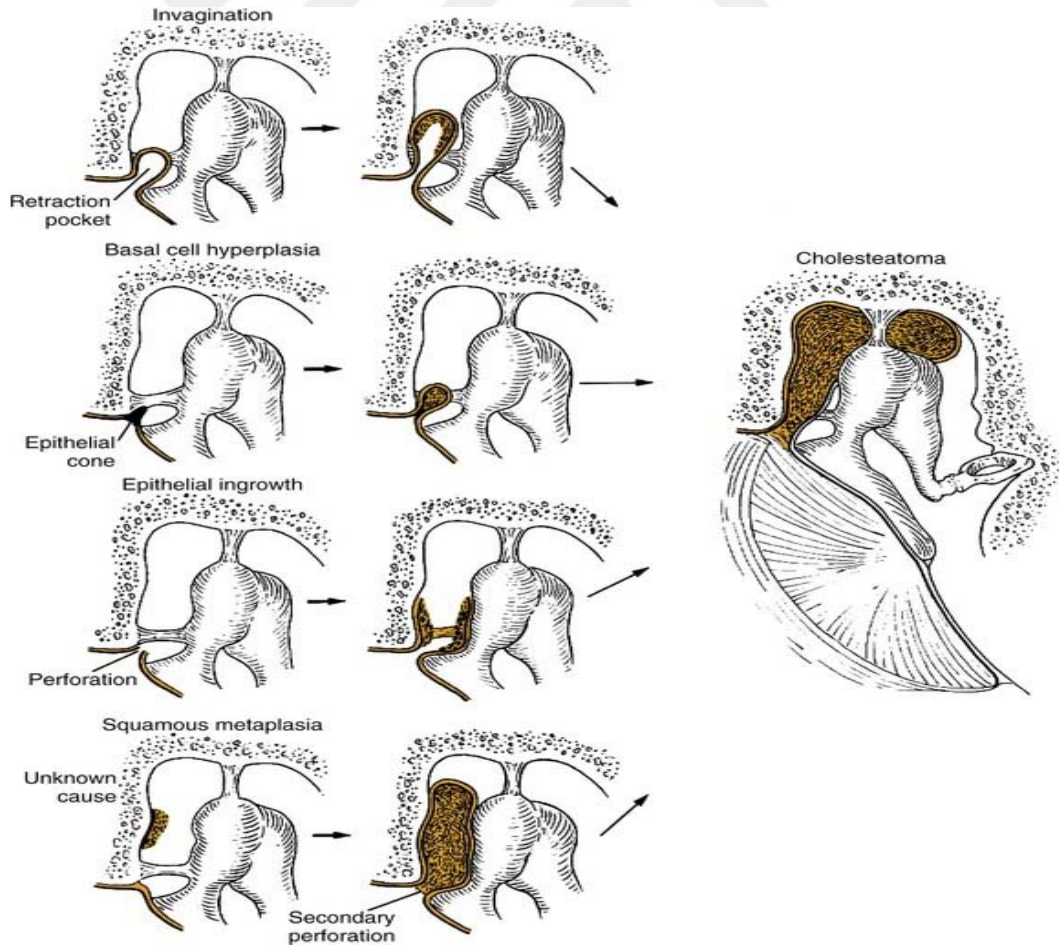 Invagination
Retraction
pocket
Basal cell hyperplasia
Cholesteatoma
Epithelial
cone
Epithelial ingrowth
Perforation
Squamous metaplasia
Unknown
cause
Secondary
perforation